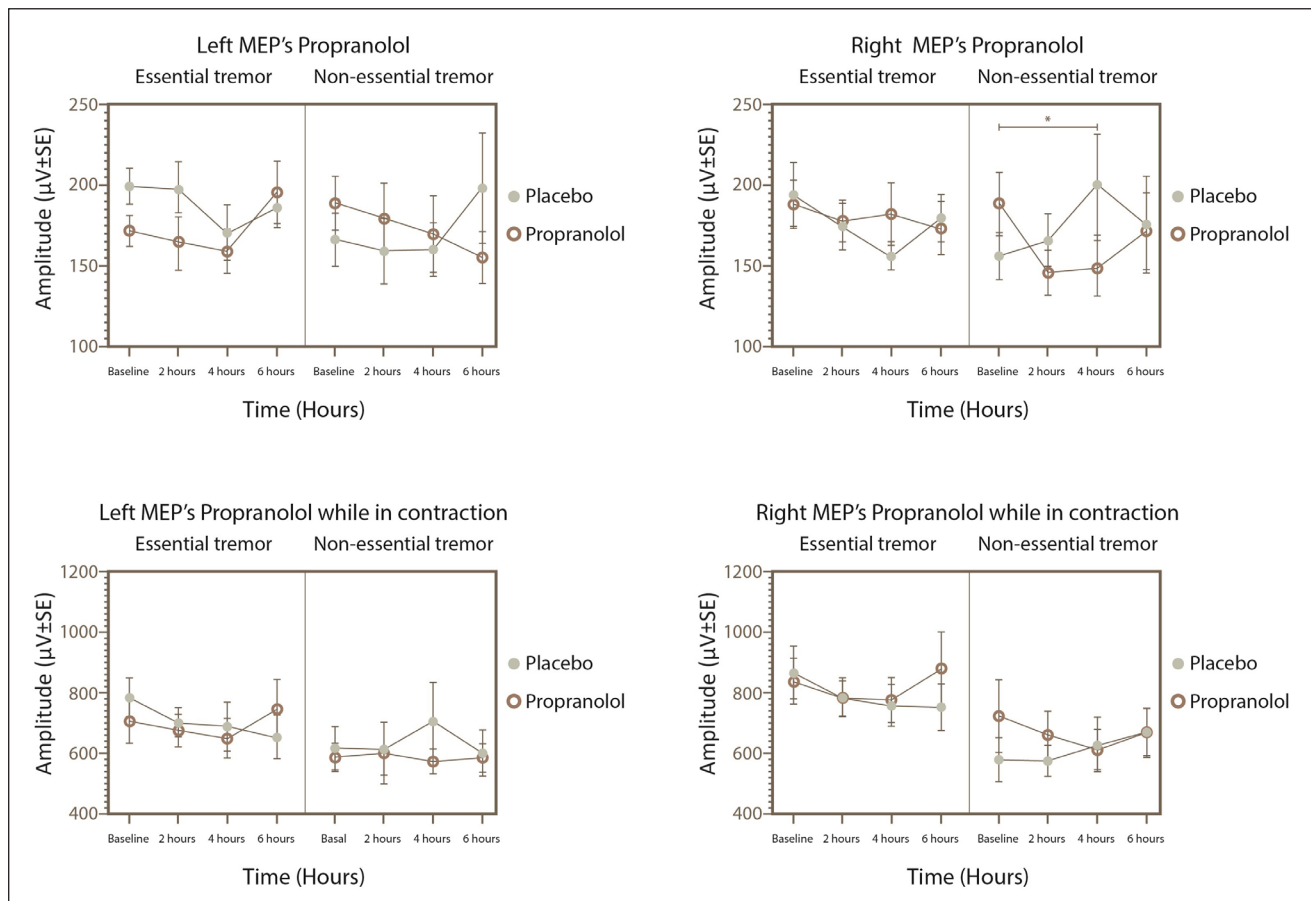 Left MEP's Propranolol
Essential tremor Non-essential tremor
250
200
150
100
Amplitude (µV±SE)
Baseline 2 hours 4 hours 6 hours Baseline 2 hours 4 hours 6 hours
Time (Hours)
Placebo
Propranolol
Right MEP's Propranolol
Essential tremor Non-essential tremor
250
200
150
100
Amplitude (µV±SE)
*
Baseline 2 hours 4 hours 6 hours Baseline 2 hours 4 hours 6 hours
Time (Hours)
Placebo
Propranolol
Left MEP's Propranolol while in contraction
Essential tremor Non-essential tremor
1200
1000
800
600
400
Amplitude (µV±SE)
Baseline 2 hours 4 hours 6 hours Basal 2 hours 4 hours 6 hours
Time (Hours)
Placebo
Propranolol
Right MEP's Propranolol while in contraction
Essential tremor Non-essential tremor
1200
1000
800
600
400
Amplitude (µV±SE)
Baseline 2 hours 4 hours 6 hours Baseline 2 hours 4 hours 6 hours
Time (Hours)
Placebo
Propranolol